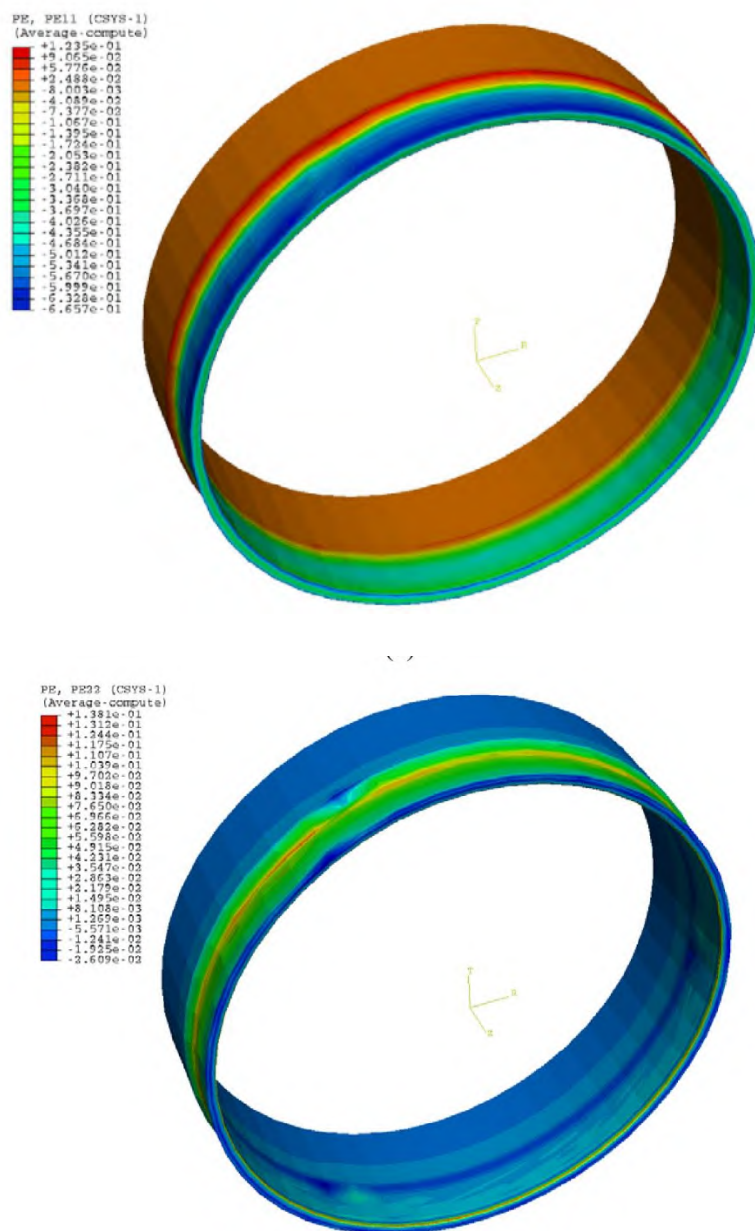 PE, PE11 (CSYS-1)
(Average-compute)
+1.235e-01
+9.065e-02
+5.776e-02
+2.488e-02
-8.003e-03
-4.089e-02
-7.377e-02
-1.067e-01
-1.395e-01
-1.724e-01
-2.053e-01
-2.382e-01
-2.711e-01
-3.040e-01
-3.368e-01
-3.697e-01
-4.026e-01
-4.355e-01
-4.684e-01
-5.012e-01
-5.341e-01
-5.670e-01
-5.999e-01
-6.328e-01
-6.657e-01
PE, PE22 (CSYS-1)
(Average-compute)
+1.381e-01
+1.312e-01
+1.244e-01
+1.175e-01
+1.107e-01
+1.039e-01
+9.702e-02
+9.018e-02
+8.334e-02
+7.650e-02
+6.966e-02
+6.282e-02
+5.598e-02
+4.915e-02
+4.231e-02
+3.547e-02
+2.863e-02
+2.179e-02
+1.495e-02
+8.108e-03
+1.269e-03
-5.571e-03
-1.241e-02
-1.925e-02
-2.609e-02